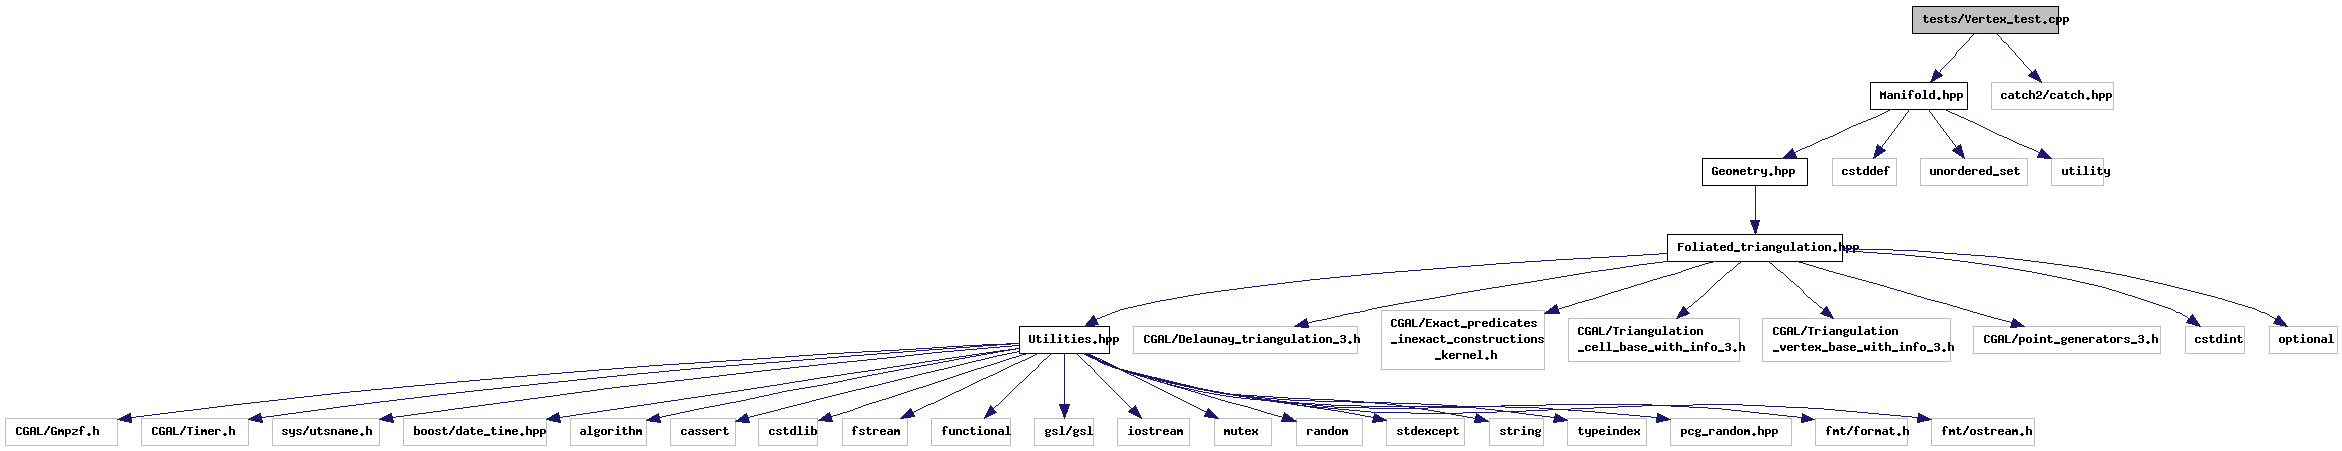 tests/Vertex_test.cpp
Manifold.hpp
catch2/catch.hpp
Geometry.hpp
cstddef
unordered_set
utility
Foliated_triangulation.hpp
Utilities.hpp
CGAL/Delaunay_triangulation_3.h
CGAL/Exact_predicates
_inexact_constructions
_kernel.h
CGAL/Triangulation
_cell_base_with_info_3.h
CGAL/Triangulation
_vertex_base_with_info_3.h
CGAL/point_generators_3.h
cstdint
optional
CGAL/Gmpzf.h
CGAL/Timer.h
sys/utsname.h
boost/date_time.hpp
algorithm
cassert
cstdlib
fstream
functional
gsl/gsl
iostream
mutex
random
stdexcept
string
typeindex
pcg_random.hpp
fmt/format.h
fmt/ostream.h